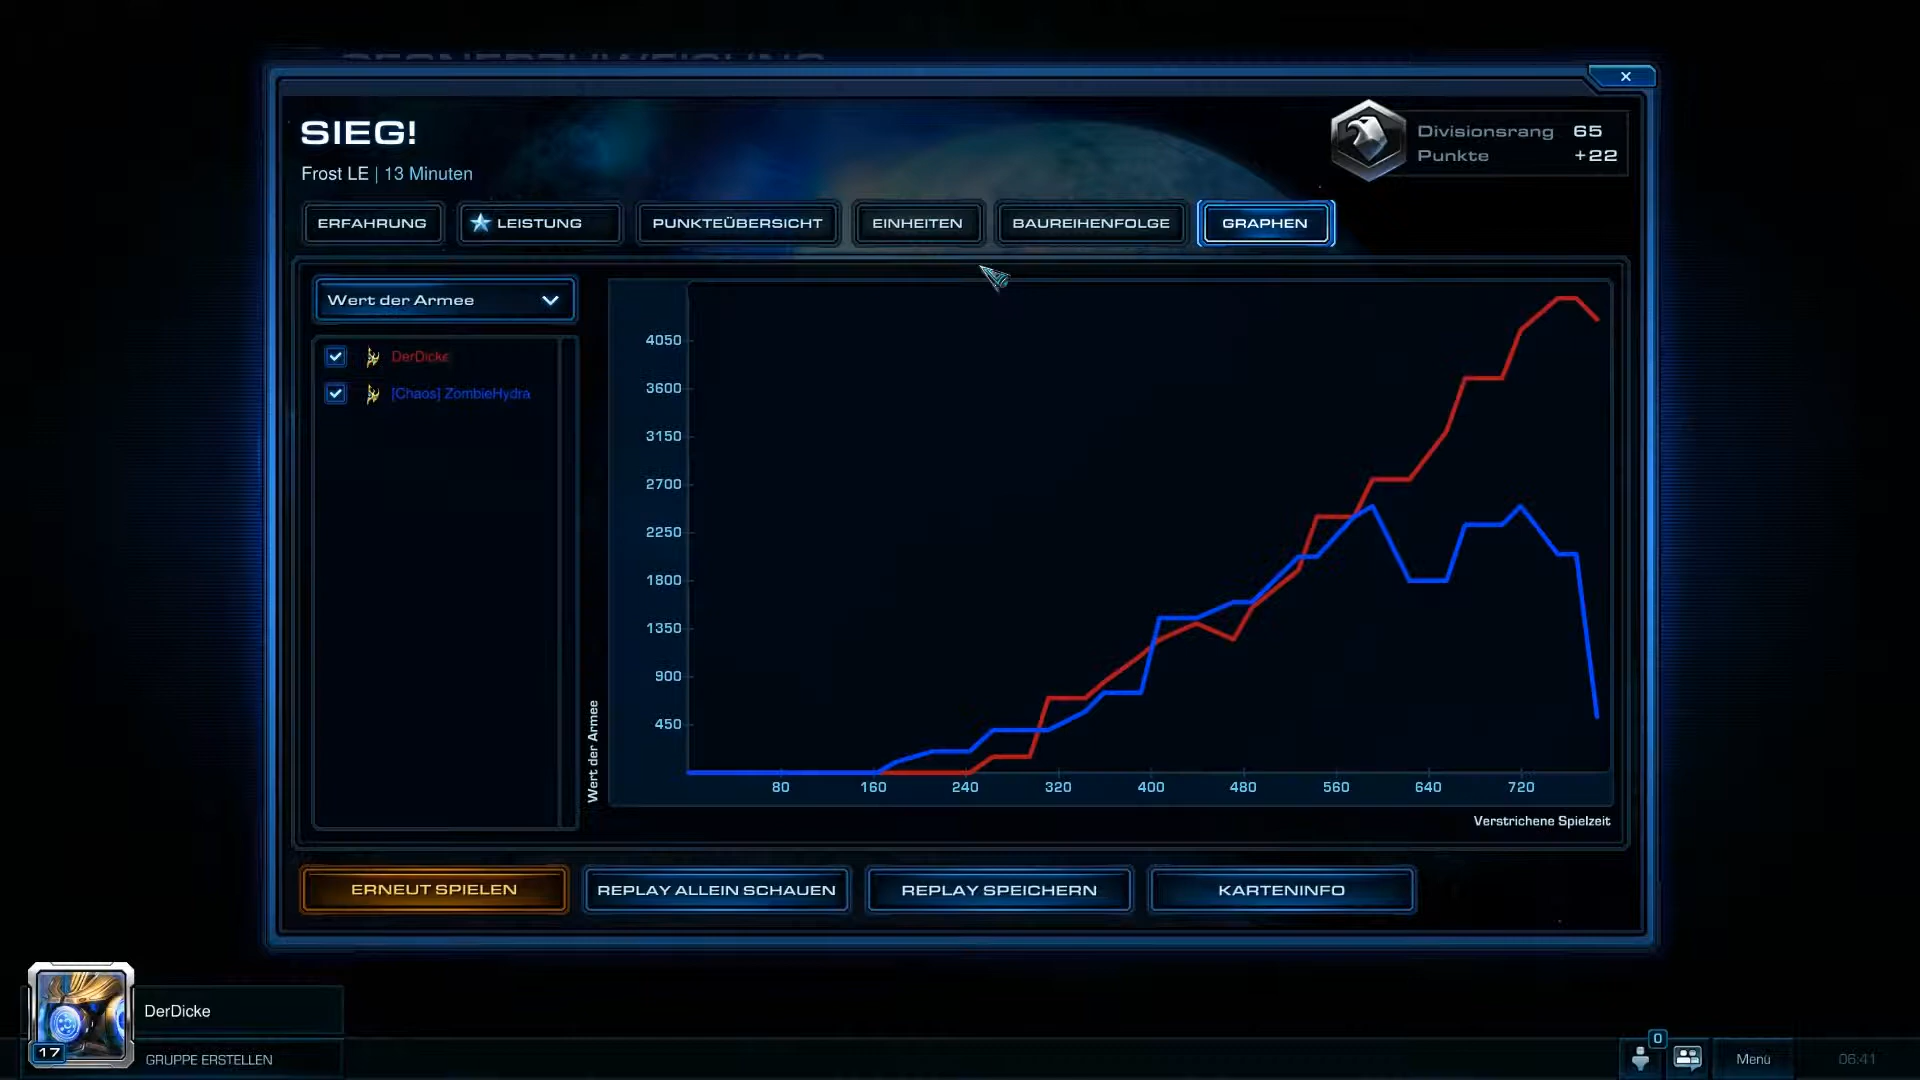 SIEG!
Frost LE | 13 Minuten
Divisionsrang 65
Punkte +22
ERFAHRUNG
LEISTUNG
PUNKTEÜBERSICHT
EINHEITEN
BAUREIHENFOLGE
GRAPHEN
Wert der Armee
DerDicke
[Chaos] ZombieHydra
4050
3600
3150
2700
2250
1800
1350
900
450
Wert der Armee
80 160 240 320 400 480 560 640 720
Verstrichene Spielzeit
ERNEUT SPIELEN
REPLAY ALLEIN SCHAUEN
REPLAY SPEICHERN
KARTENINFO
DerDicke
17
GRUPPE ERSTELLEN
0
Menü
06:41